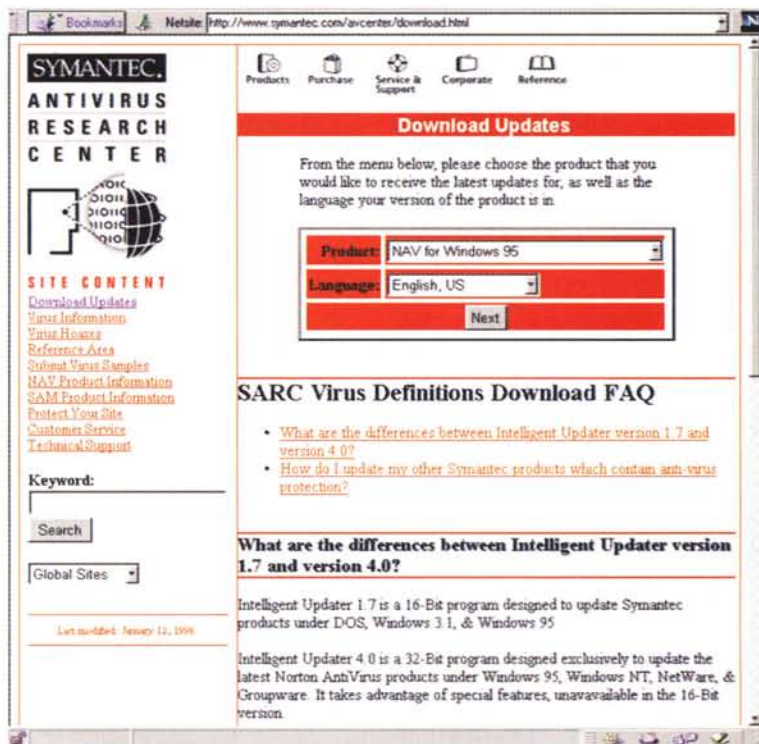 Bookmarks Netsite: http://www.symantec.com/avcenter/download.html
SYMANTEC.
ANTIVIRUS
RESEARCH
CENTER
SITE CONTENT
Download Updates
Virus Information
Virus Hoaxes
Reference Area
Submit Virus Samples
NAV Product Information
SAM Product Information
Protect Your Site
Customer Service
Technical Support
Keyword:
Search
Global Sites
Last modified: January 12, 1998
Products Purchase Service & Support Corporate Reference
Download Updates
From the menu below, please choose the product that you
would like to receive the latest updates for, as well as the
language your version of the product is in
Product: NAV for Windows 95
Language: English, US
Next
SARC Virus Definitions Download FAQ
What are the differences between Intelligent Updater version 1.7 and
version 4.0?
How do I update my other Symantec products which contain anti-virus
protection?
What are the differences between Intelligent Updater version
1.7 and version 4.0?
Intelligent Updater 1.7 is a 16-Bit program designed to update Symantec
products under DOS, Windows 3.1, & Windows 95
Intelligent Updater 4.0 is a 32-Bit program designed exclusively to update the
latest Norton AntiVirus products under Windows 95, Windows NT, NetWare, &
Groupware. It takes advantage of special features, unavavailable in the 16-Bit
version